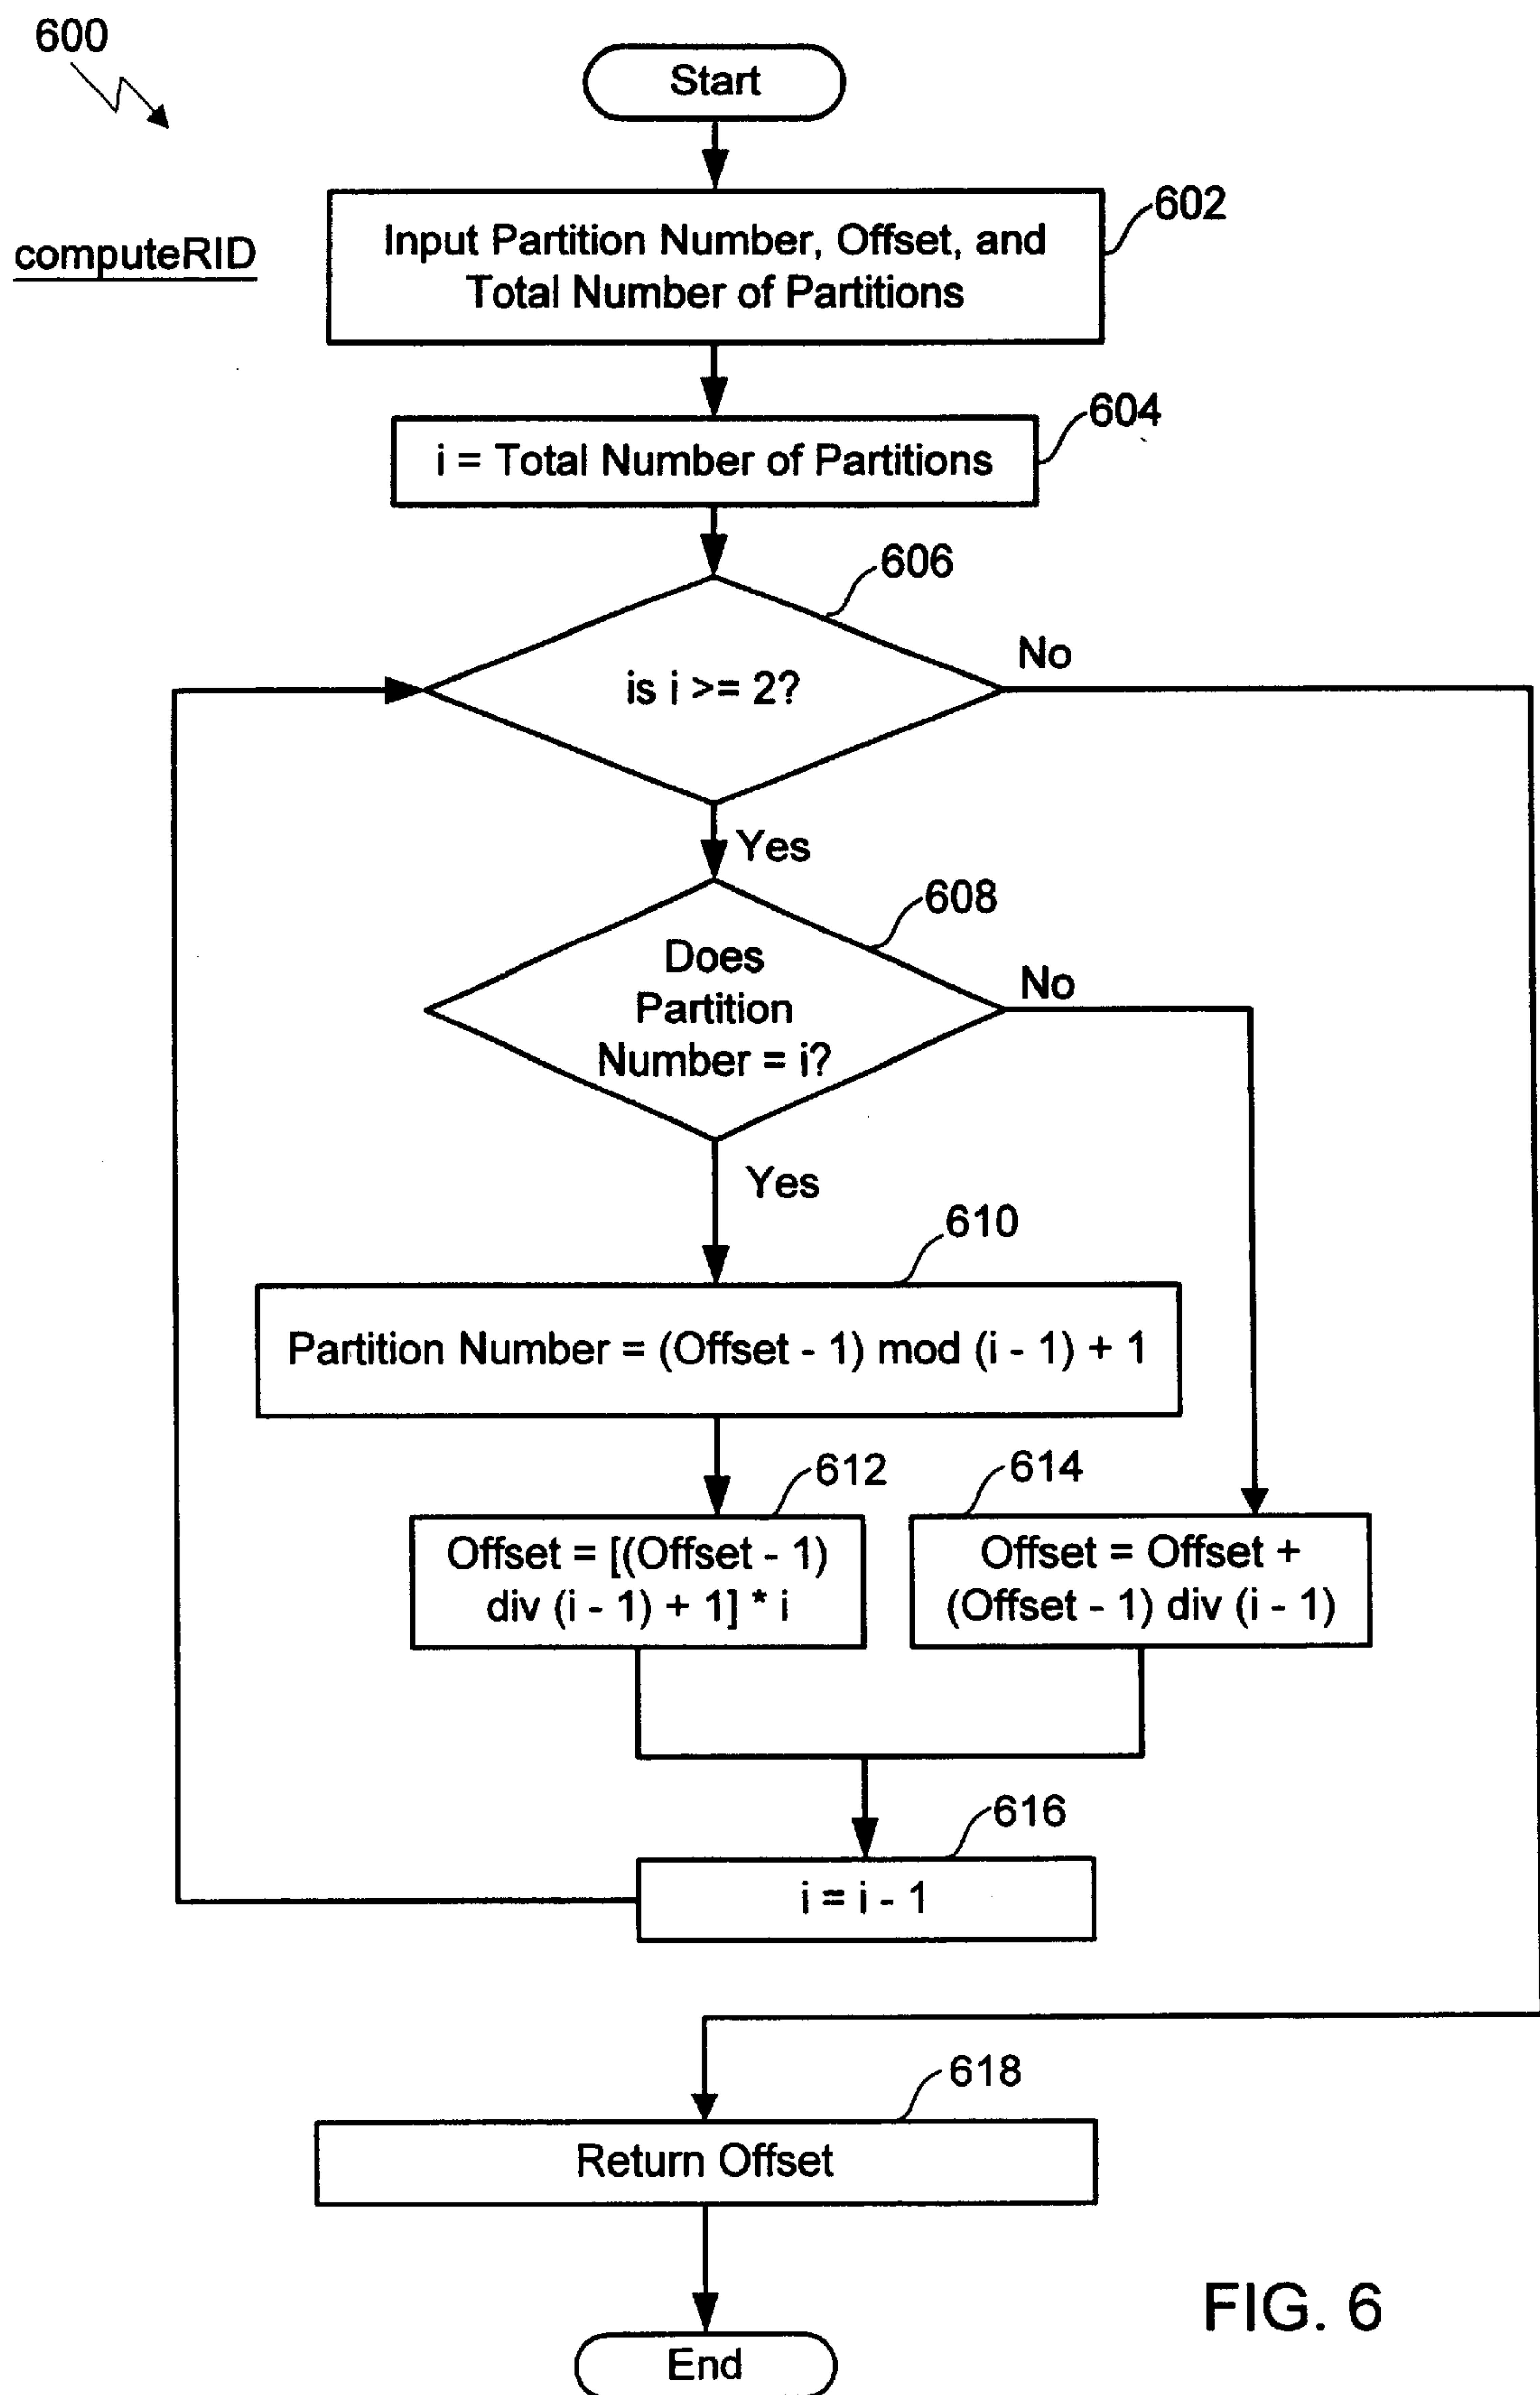 600
Start
602
computeRID
Input Partition Number, Offset, and
Total Number of Partitions
604
i = Total Number of Partitions
606
No
is i >= 2?
Yes
608
Does
Partition
Number = i?
No
Yes
610
Partition Number = (Offset - 1) mod (i - 1) + 1
612
Offset = [(Offset - 1)
div (i - 1) + 1] * i
614
Offset = Offset +
(Offset - 1) div (i - 1)
616
i = i - 1
618
Return Offset
End
FIG. 6